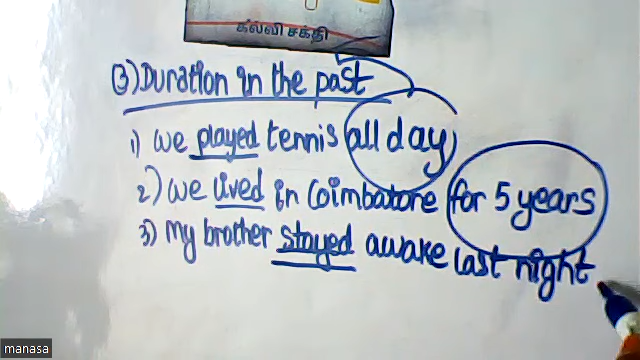 கல்வி சக்தி
③) Duration in the past
1) we played tennis all day
2) we lived in Coimbatore for 5 years
3) My brother stayed awake last night
manasa